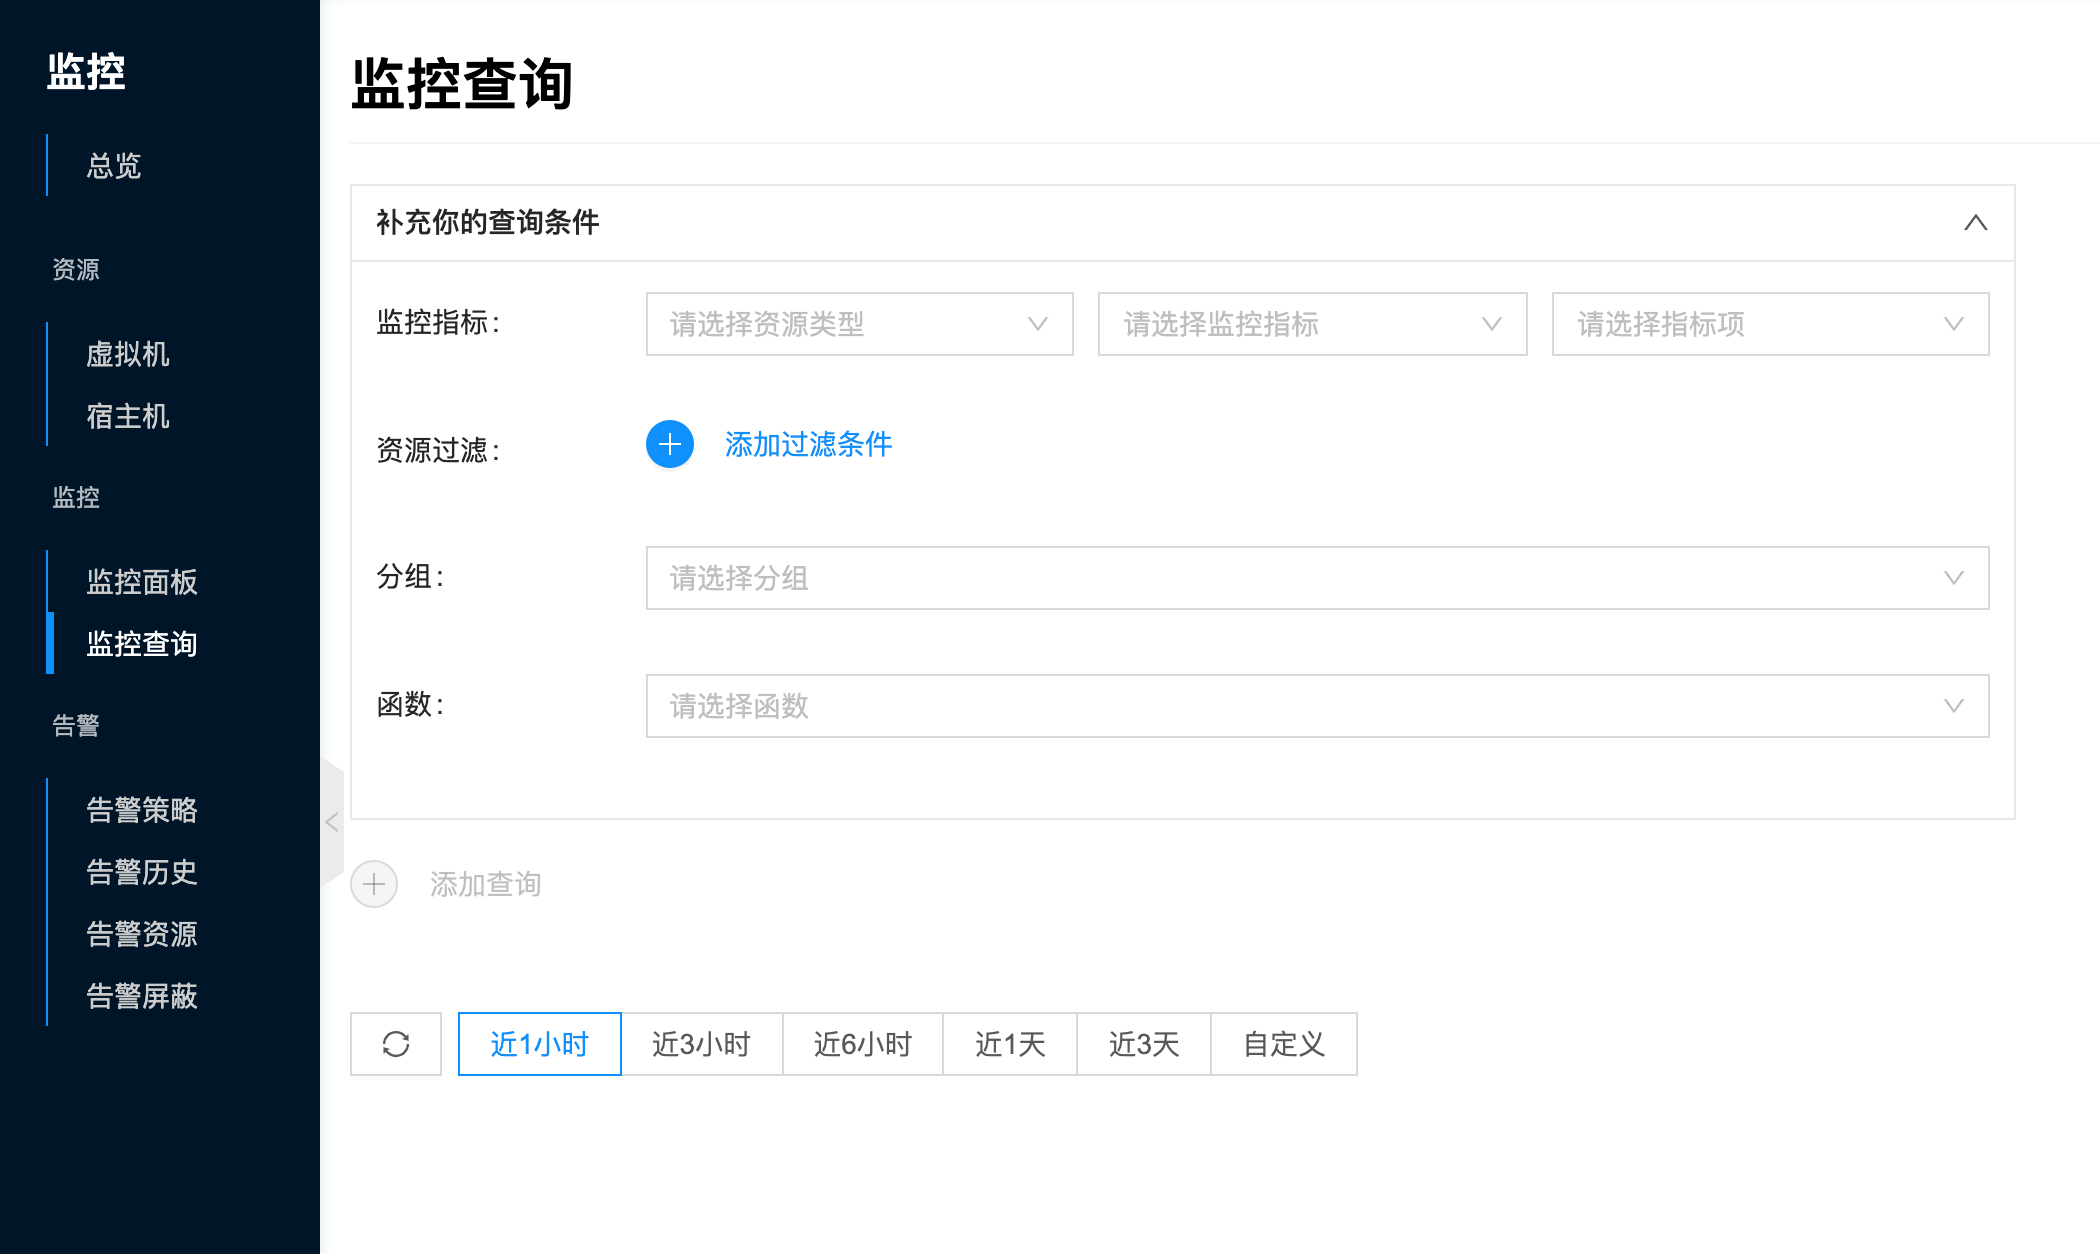 监控
总览
资源
虚拟机
宿主机
监控
监控面板
监控查询
告警
告警策略
告警历史
告警资源
告警屏蔽
监控查询
补充你的查询条件
监控指标: 请选择资源类型 请选择监控指标 请选择指标项
资源过滤: 添加过滤条件
分组: 请选择分组
函数: 请选择函数
添加查询
近1小时 近3小时 近6小时 近1天 近3天 自定义